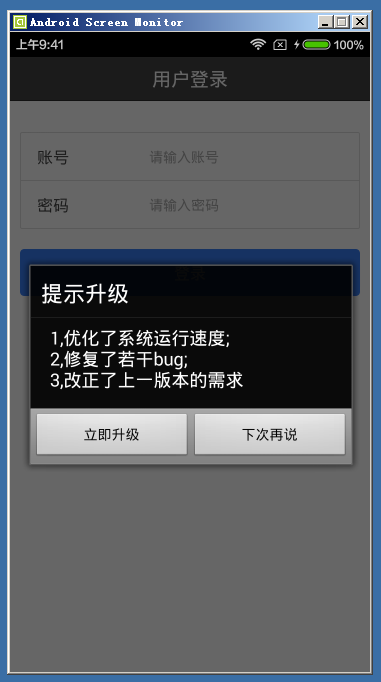 Android Screen Monitor
上午9:41
100%
用户登录
账号
请输入账号
密码
请输入密码
登录
提示升级
1,优化了系统运行速度;
2,修复了若干bug;
3,改正了上一版本的需求
立即升级
下次再说